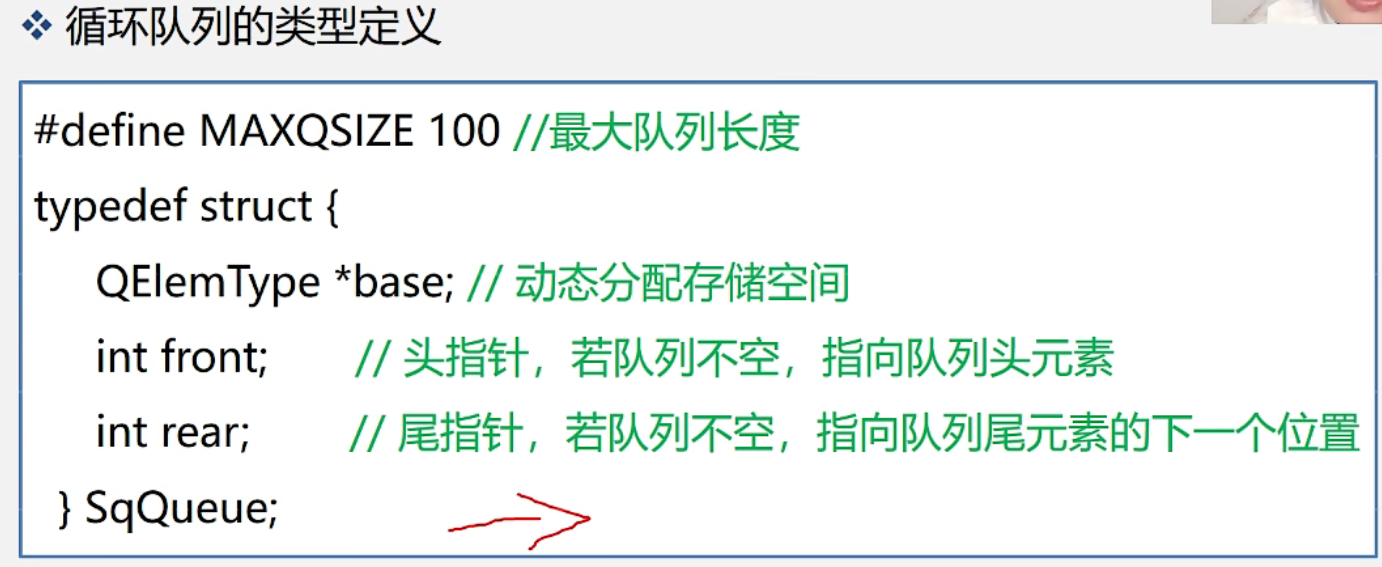 循环队列的类型定义
#define MAXQSIZE 100 //最大队列长度
typedef struct {
QElemType *base; // 动态分配存储空间
int front; // 头指针，若队列不空，指向队列头元素
int rear; // 尾指针，若队列不空，指向队列尾元素的下一个位置
} SqQueue;